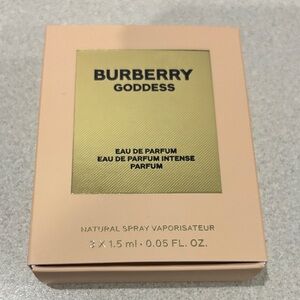 BURBERRY
GODDESS
EAU DE PARFUM
EAU DE PARFUM INTENSE
PARFUM
NATURAL SPRAY VAPORISATEUR
3 X 1.5 ml · 0.05 FL. OZ.